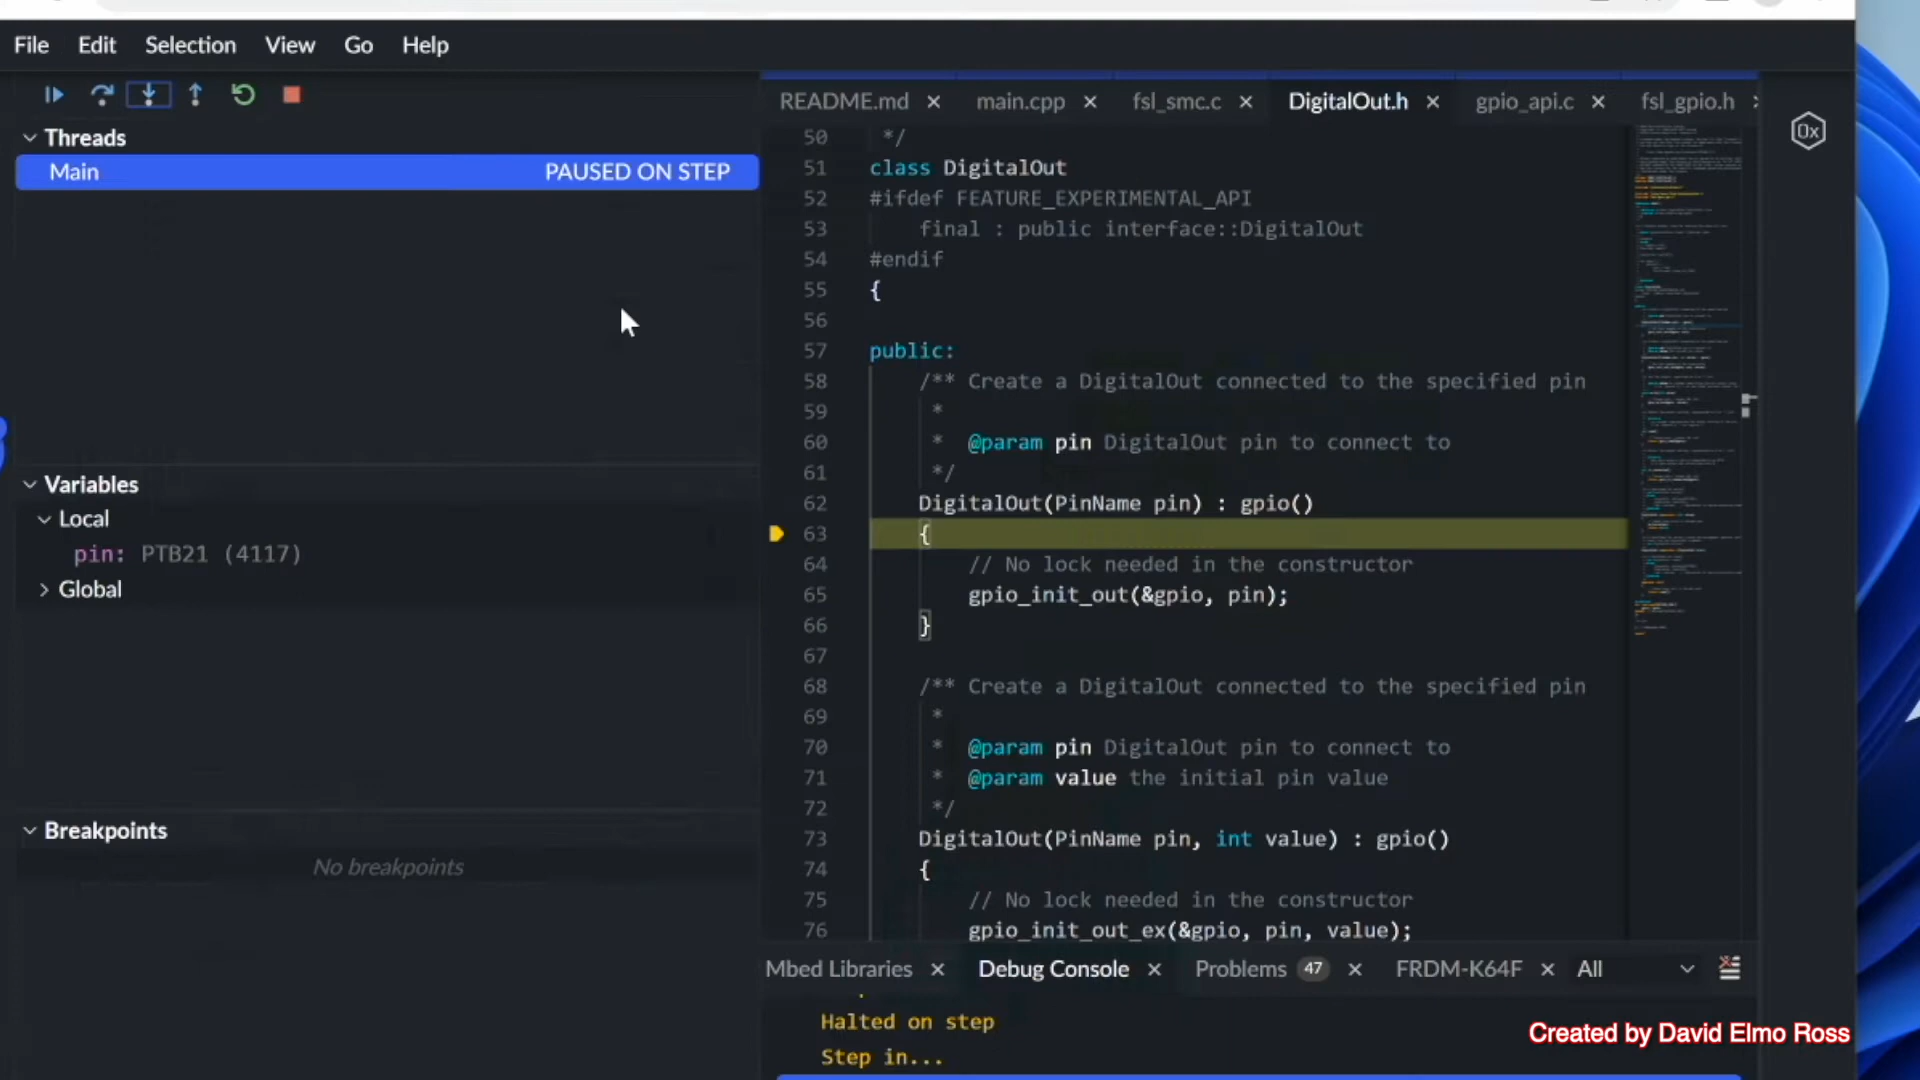 File Edit Selection View Go Help
Threads
Main PAUSED ON STEP
Variables
Local
pin: PTB21 (4117)
Global
Breakpoints
No breakpoints
README.md main.cpp fsl_smc.c DigitalOut.h gpio_api.c fsl_gpio.h
50 */
51 class DigitalOut
52 #ifdef FEATURE_EXPERIMENTAL_API
53 final : public interface::DigitalOut
54 #endif
55 {
56
57 public:
58 /** Create a DigitalOut connected to the specified pin
59 *
60 * @param pin DigitalOut pin to connect to
61 */
62 DigitalOut(PinName pin) : gpio()
63 {
64 // No lock needed in the constructor
65 gpio_init_out(&gpio, pin);
66 }
67
68 /** Create a DigitalOut connected to the specified pin
69 *
70 * @param pin DigitalOut pin to connect to
71 * @param value the initial pin value
72 */
73 DigitalOut(PinName pin, int value) : gpio()
74 {
75 // No lock needed in the constructor
76 gpio_init_out_ex(&gpio, pin, value);
0x
Mbed Libraries Debug Console Problems 47 FRDM-K64F All
Halted on step
Step in...
Created by David Elmo Ross